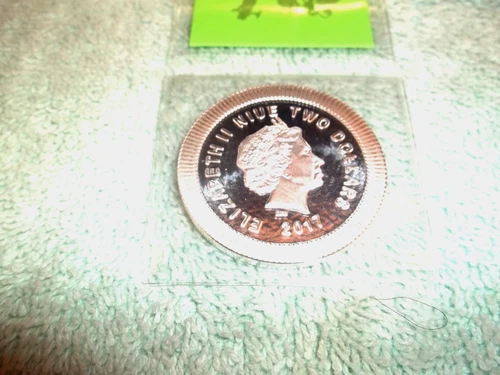 ELIZABETH II NIUE TWO DOLLARS
2017